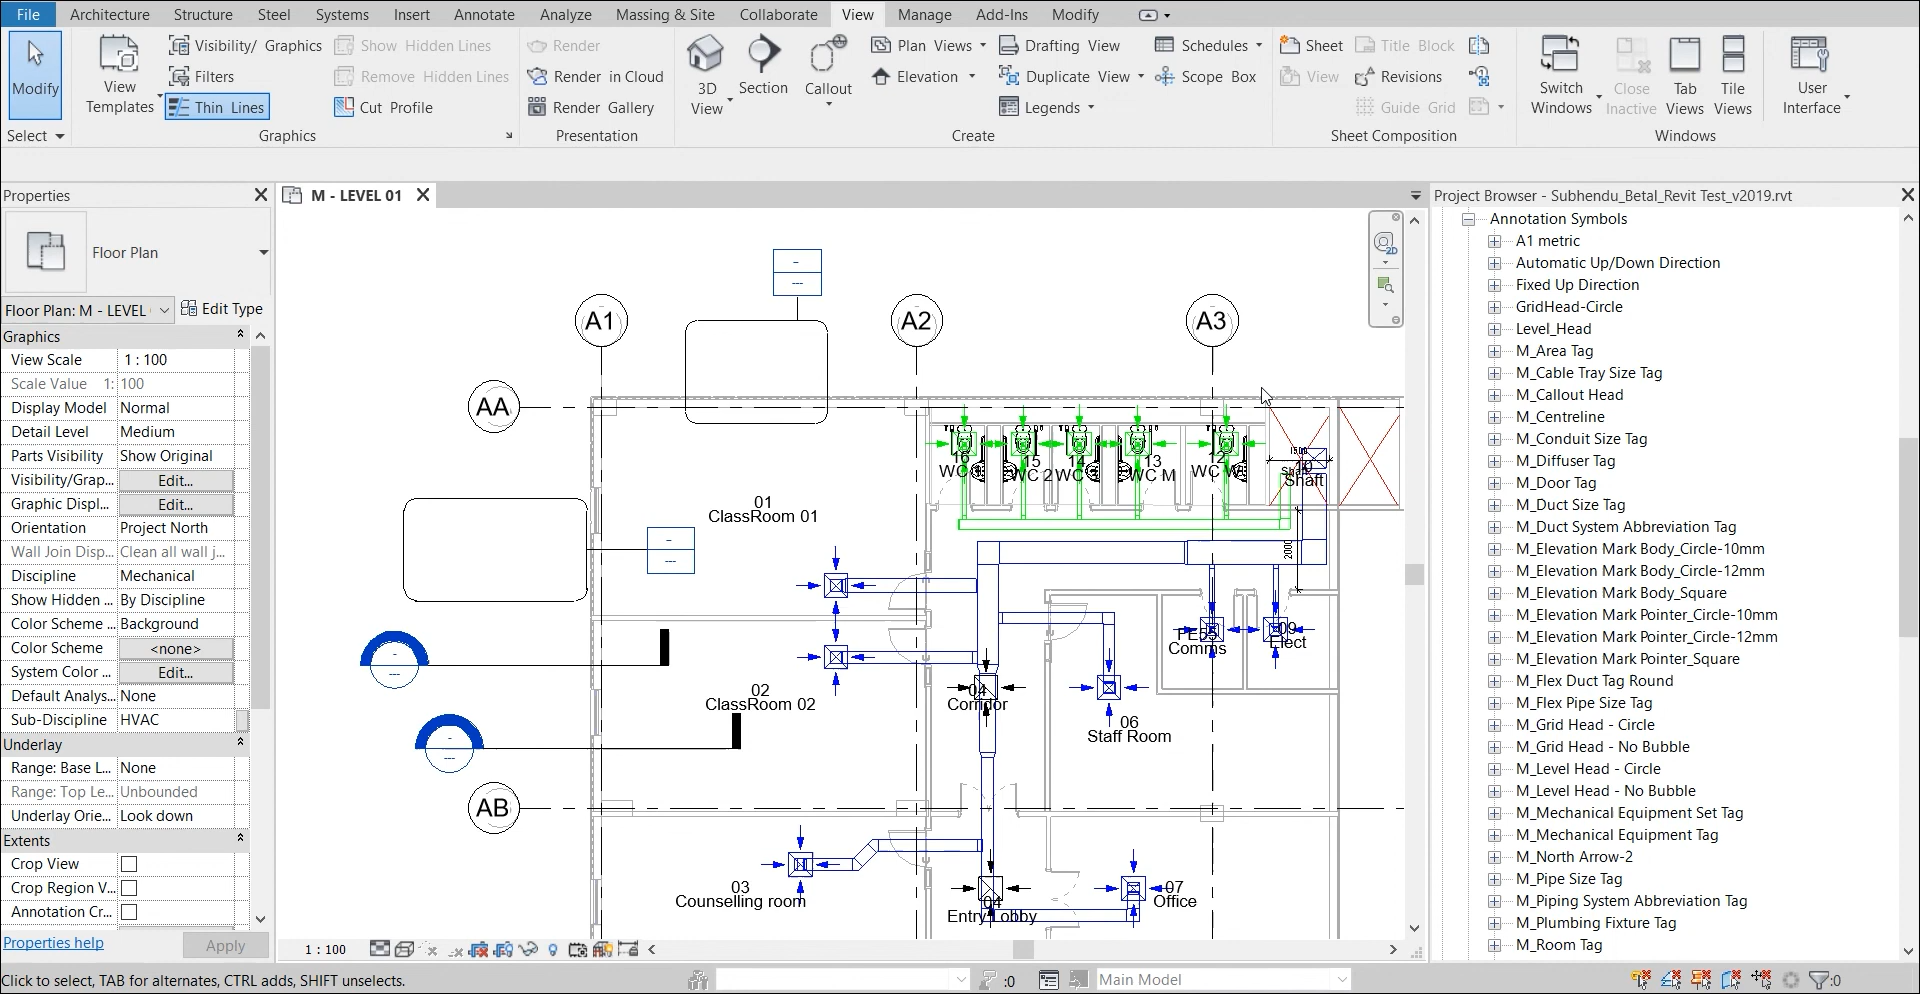 File Architecture Structure Steel Systems Insert Annotate Analyze Massing & Site Collaborate View Manage Add-Ins Modify
Modify
View Templates
Visibility/ Graphics
Filters
Thin Lines
Show Hidden Lines
Remove Hidden Lines
Cut Profile
Render
Render in Cloud
Render Gallery
3D View
Section
Callout
Plan Views
Elevation
Drafting View
Duplicate View
Legends
Schedules
Scope Box
Sheet
View
Title Block
Revisions
Guide Grid
Switch Windows
Close Inactive
Tab Views
Tile Views
User Interface
Select Graphics Presentation Create Sheet Composition Windows
Properties
Floor Plan
Floor Plan: M - LEVEL
Edit Type
Graphics
View Scale 1 : 100
Scale Value 1: 100
Display Model Normal
Detail Level Medium
Parts Visibility Show Original
Visibility/Grap... Edit...
Graphic Displ... Edit...
Orientation Project North
Wall Join Disp... Clean all wall j...
Discipline Mechanical
Show Hidden ... By Discipline
Color Scheme ... Background
Color Scheme <none>
System Color ... Edit...
Default Analys... None
Sub-Discipline HVAC
Underlay
Range: Base L... None
Range: Top Le... Unbounded
Underlay Orie... Look down
Extents
Crop View
Crop Region V...
Annotation Cr...
Properties help
Apply
M - LEVEL 01
2D
A1
A2
A3
AA
AB
16
15
14
13
12
WC 2
WC M
10
Shaft
2000
01
ClassRoom 01
02
ClassRoom 02
04
Corridor
Comms
09
Elect
06
Staff Room
03
Counselling room
04
Entry Lobby
07
Office
1 : 100
Project Browser - Subhendu_Betal_Revit Test_v2019.rvt
Annotation Symbols
A1 metric
Automatic Up/Down Direction
Fixed Up Direction
GridHead-Circle
Level_Head
M_Area Tag
M_Cable Tray Size Tag
M_Callout Head
M_Centreline
M_Conduit Size Tag
M_Diffuser Tag
M_Door Tag
M_Duct Size Tag
M_Duct System Abbreviation Tag
M_Elevation Mark Body_Circle-10mm
M_Elevation Mark Body_Circle-12mm
M_Elevation Mark Body_Square
M_Elevation Mark Pointer_Circle-10mm
M_Elevation Mark Pointer_Circle-12mm
M_Elevation Mark Pointer_Square
M_Flex Duct Tag Round
M_Flex Pipe Size Tag
M_Grid Head - Circle
M_Grid Head - No Bubble
M_Level Head - Circle
M_Level Head - No Bubble
M_Mechanical Equipment Set Tag
M_Mechanical Equipment Tag
M_North Arrow-2
M_Pipe Size Tag
M_Piping System Abbreviation Tag
M_Plumbing Fixture Tag
M_Room Tag
Click to select, TAB for alternates, CTRL adds, SHIFT unselects.
:0
Main Model
:0